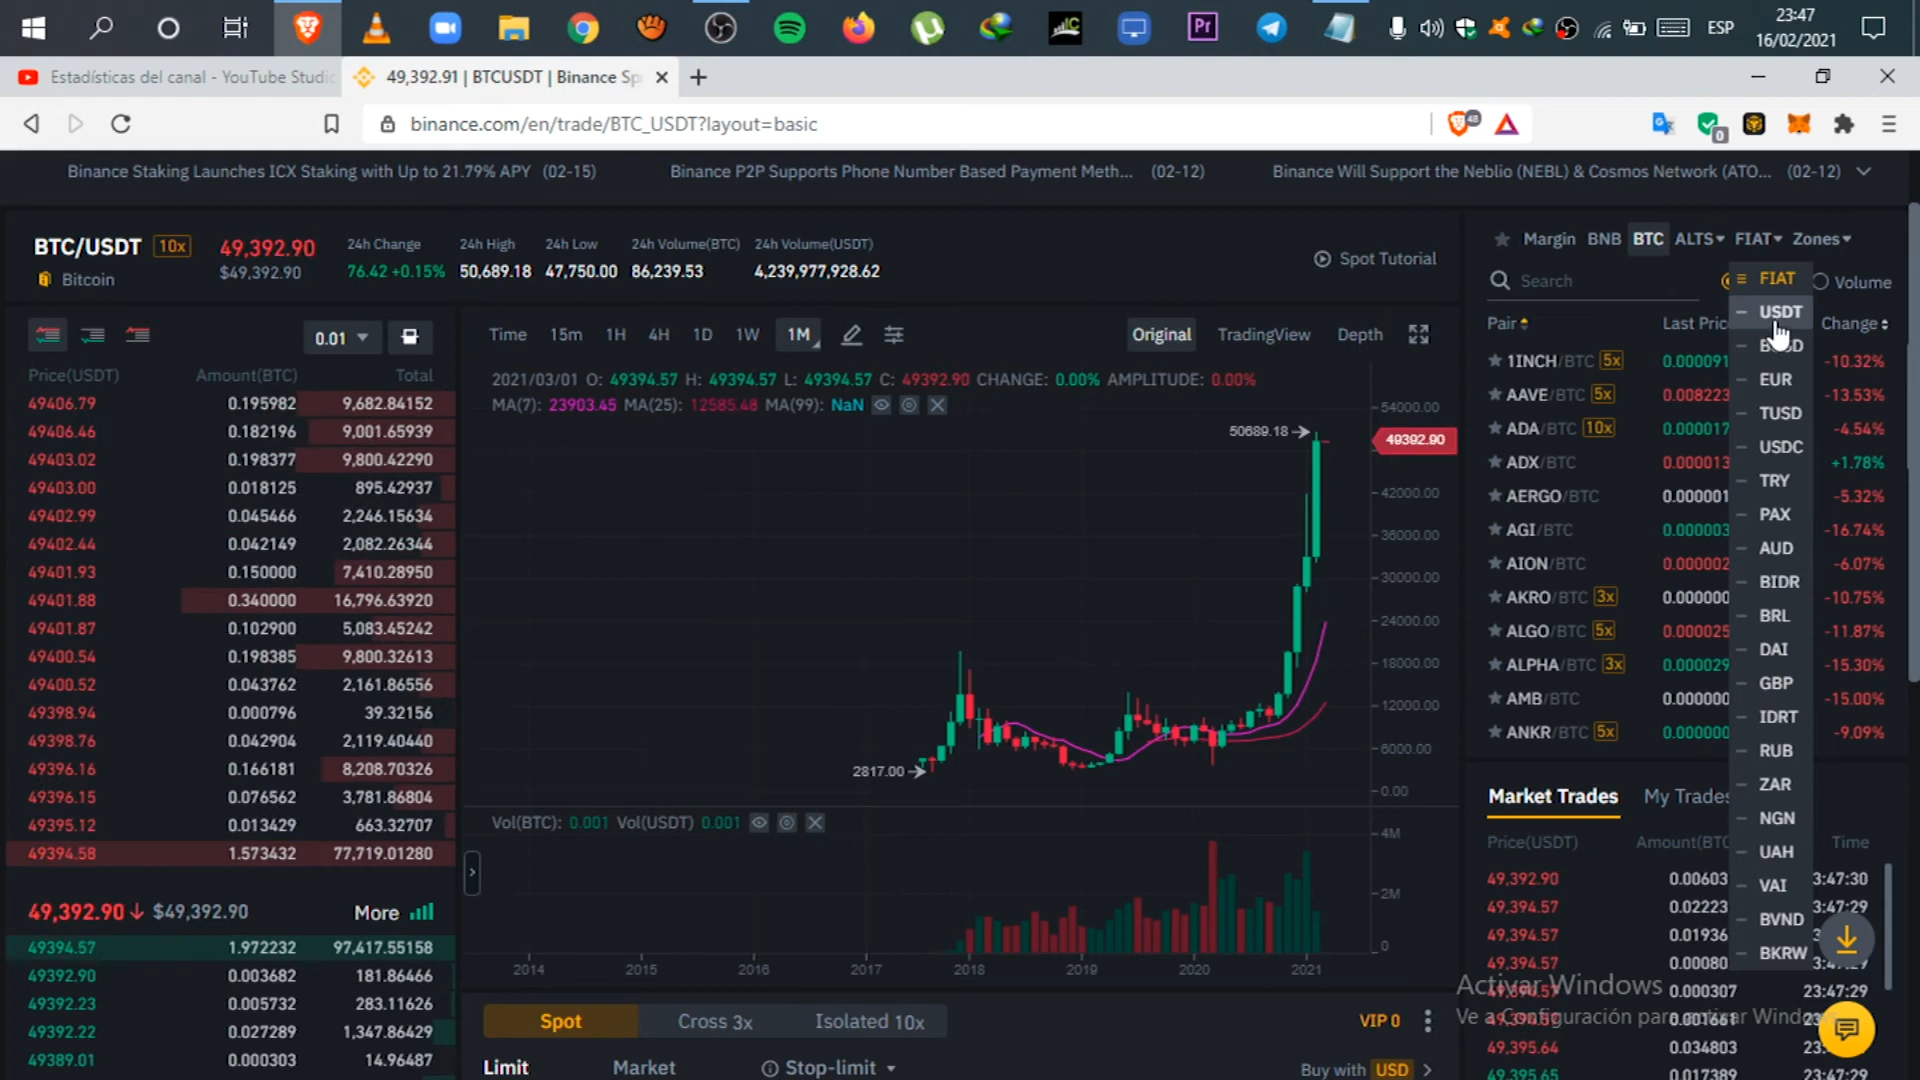 ESP
23:47
16/02/2021
Estadísticas del canal - YouTube Studi
49,392.91 | BTCUSDT | Binance Sp
binance.com/en/trade/BTC_USDT?layout=basic
48
0
Binance Staking Launches ICX Staking with Up to 21.79% APY (02-15)
Binance P2P Supports Phone Number Based Payment Meth... (02-12)
Binance Will Support the Neblio (NEBL) & Cosmos Network (ATO... (02-12)
BTC/USDT 10x
Bitcoin
49,392.90
$49,392.90
24h Change
76.42 +0.15%
24h High
50,689.18
24h Low
47,750.00
24h Volume(BTC)
86,239.53
24h Volume(USDT)
4,239,977,928.62
Spot Tutorial
0.01
Price(USDT) Amount(BTC) Total
49406.79 0.195982 9,682.84152
49406.46 0.182196 9,001.65939
49403.02 0.198377 9,800.42290
49403.00 0.018125 895.42937
49402.99 0.045466 2,246.15634
49402.44 0.042149 2,082.26344
49401.93 0.150000 7,410.28950
49401.88 0.340000 16,796.63920
49401.87 0.102900 5,083.45242
49400.54 0.198385 9,800.32613
49400.52 0.043762 2,161.86556
49398.94 0.000796 39.32156
49398.76 0.042904 2,119.40440
49396.16 0.166181 8,208.70326
49396.15 0.076562 3,781.86804
49395.12 0.013429 663.32707
49394.58 1.573432 77,719.01280
49,392.90 $49,392.90 More
49394.57 1.972232 97,417.55158
49392.90 0.003682 181.86466
49392.23 0.005732 283.11626
49392.22 0.027289 1,347.86429
49389.01 0.000303 14.96487
Time 15m 1H 4H 1D 1W 1M
Original TradingView Depth
2021/03/01 O: 49394.57 H: 49394.57 L: 49394.57 C: 49392.90 CHANGE: 0.00% AMPLITUDE: 0.00%
MA(7): 23903.45 MA(25): 12585.48 MA(99): NaN
50689.18
2817.00
54000.00
49392.90
42000.00
36000.00
30000.00
24000.00
18000.00
12000.00
6000.00
0.00
Vol(BTC): 0.001 Vol(USDT) 0.001
4M
2M
0
2014 2015 2016 2017 2018 2019 2020 2021
Spot Cross 3x Isolated 10x
VIP 0
Limit Market Stop-limit
Buy with USD
Margin BNB BTC ALTS FIAT Zones
Search
Volume
Pair Last Pric Change
1INCH/BTC 5x 0.000091 -10.32%
AAVE/BTC 5x 0.008223 -13.53%
ADA/BTC 10x 0.000017 -4.54%
ADX/BTC 0.000013 +1.78%
AERGO/BTC 0.000001 -5.32%
AGI/BTC 0.000003 -16.74%
AION/BTC 0.000002 -6.07%
AKRO/BTC 3x 0.000000 -10.75%
ALGO/BTC 5x 0.000025 -11.87%
ALPHA/BTC 3x 0.000029 -15.30%
AMB/BTC 0.000000 -15.00%
ANKR/BTC 5x 0.000000 -9.09%
FIAT
USDT
EUR
TUSD
USDC
TRY
PAX
AUD
BIDR
BRL
DAI
GBP
IDRT
RUB
ZAR
NGN
UAH
VAI
BVND
BKRW
Market Trades My Trades
Price(USDT) Amount(BTC Time
49,392.90 0.00603 3:47:30
49,394.57 0.02223 3:47:29
49,394.57 0.01936 3:47:29
49,394.57 0.00080
0.000307 23:47:29
0.001661
49,395.64 0.034803
49,395.65 0.017389 23:47:29
Activar Windows
Ve a Configuración para activar Windows